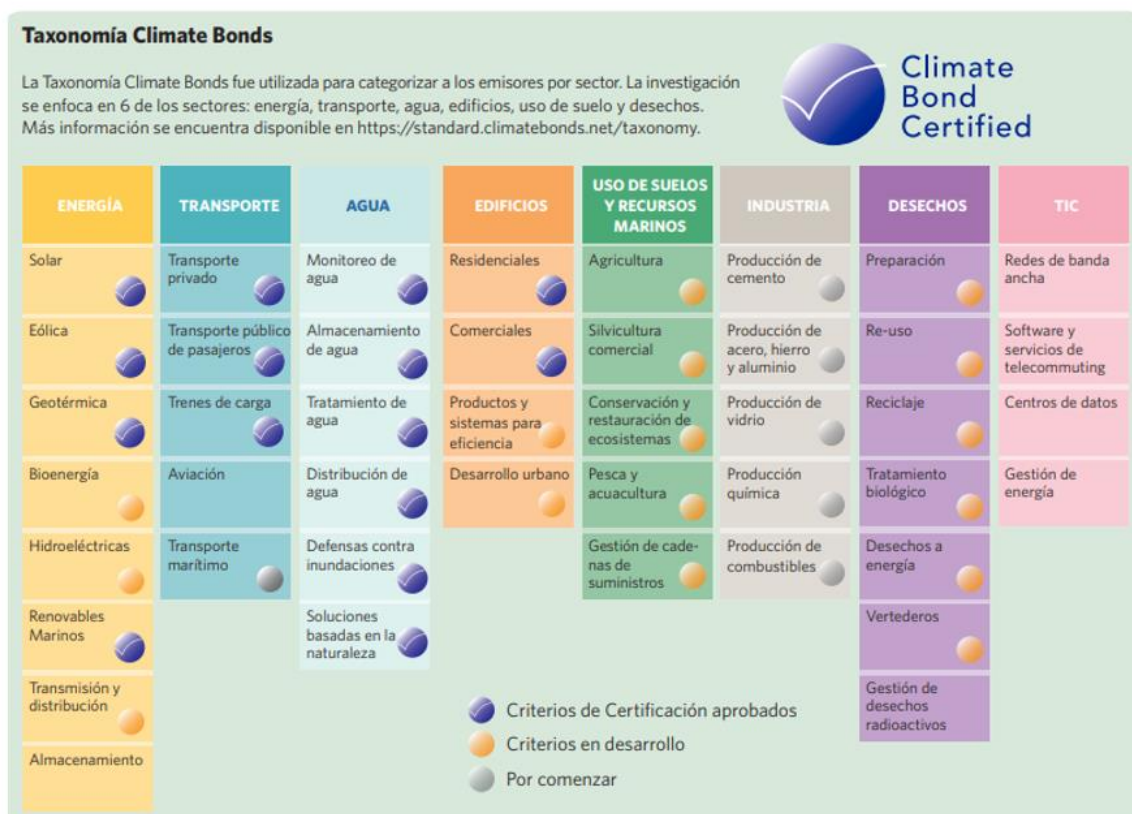 Taxonomía Climate Bonds
La Taxonomía Climate Bonds fue utilizada para categorizar a los emisores por sector. La investigación
se enfoca en 6 de los sectores: energía, transporte, agua, edificios, uso de suelo y desechos.
Más información se encuentra disponible en https://standard.climatebonds.net/taxonomy.
Climate
Bond
Certified
ENERGÍA
Solar
Eólica
Geotérmica
Bioenergía
Hidroeléctricas
Renovables
Marinos
Transmisión y
distribución
Almacenamiento
TRANSPORTE
Transporte
privado
Transporte público
de pasajeros
Trenes de carga
Aviación
Transporte
marítimo
AGUA
Monitoreo de
agua
Almacenamiento
de agua
Tratamiento de
agua
Distribución de
agua
Defensas contra
inundaciones
Soluciones
basadas en la
naturaleza
EDIFICIOS
Residenciales
Comerciales
Productos y
sistemas para
eficiencia
Desarrollo urbano
USO DE SUELOS
Y RECURSOS
MARINOS
Agricultura
Silvicultura
comercial
Conservación y
restauración de
ecosistemas
Pesca y
acuacultura
Gestión de cade-
nas de
suministros
INDUSTRIA
Producción de
cemento
Producción de
acero, hierro
y aluminio
Producción de
vidrio
Producción
química
Producción de
combustibles
DESECHOS
Preparación
Re-uso
Reciclaje
Tratamiento
biológico
Desechos a
energía
Vertederos
Gestión de
desechos
radioactivos
TIC
Redes de banda
ancha
Software y
servicios de
telecommuting
Centros de datos
Gestión de
energía
Criterios de Certificación aprobados
Criterios en desarrollo
Por comenzar